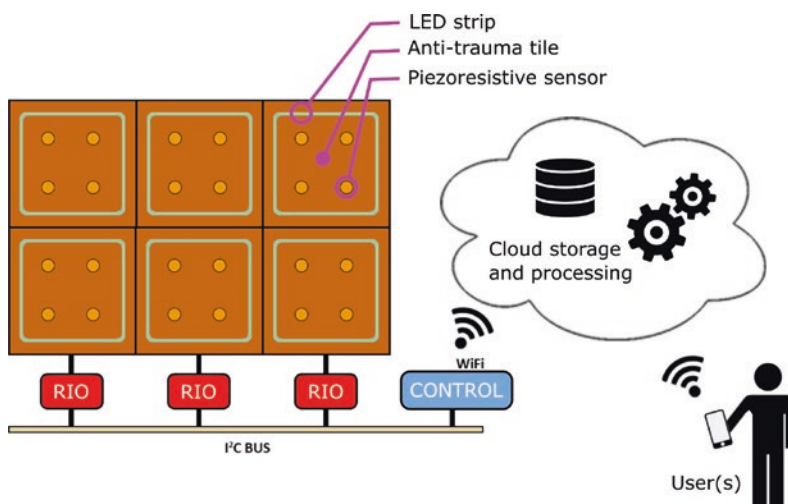 LED strip
Anti-trauma tile
Piezoresistive sensor
Cloud storage
and processing
WiFi
RIO
RIO
RIO
CONTROL
I²C BUS
User(s)